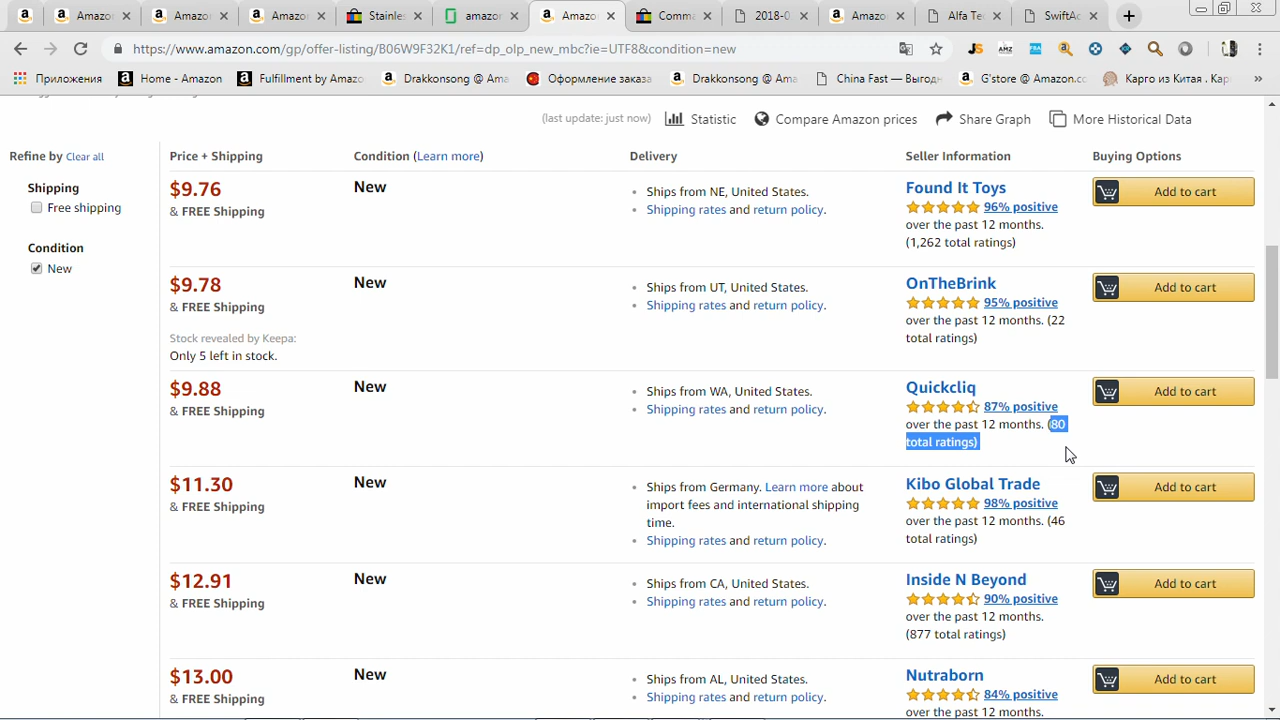 Amazon
Amazon
Amazon
Stainles
amazo
Amazon
Comma
2018-
Amazon
Alfa Te
SwiftAc
https://www.amazon.com/gp/offer-listing/B06W9F32K1/ref=dp_olp_new_mbc?ie=UTF8&condition=new
JS
AMZ
FBA
Приложения
Home - Amazon
Fulfillment by Amazo
Drakkonsong @ Ama
Оформление заказа
Drakkonsong @ Ama
China Fast — Выгодн
G'store @ Amazon.co
Карго из Китая . Кар
»
(last update: just now)
Statistic
Compare Amazon prices
Share Graph
More Historical Data
Refine by Clear all
Price + Shipping
Condition (Learn more)
Delivery
Seller Information
Buying Options
Shipping
Free shipping
Condition
New
$9.76
& FREE Shipping
New
• Ships from NE, United States.
• Shipping rates and return policy.
Found It Toys
96% positive
over the past 12 months.
(1,262 total ratings)
Add to cart
$9.78
& FREE Shipping
Stock revealed by Keepa:
Only 5 left in stock.
New
• Ships from UT, United States.
• Shipping rates and return policy.
OnTheBrink
95% positive
over the past 12 months. (22
total ratings)
Add to cart
$9.88
& FREE Shipping
New
• Ships from WA, United States.
• Shipping rates and return policy.
Quickcliq
87% positive
over the past 12 months. (80
total ratings)
Add to cart
$11.30
& FREE Shipping
New
• Ships from Germany. Learn more about
import fees and international shipping
time.
• Shipping rates and return policy.
Kibo Global Trade
98% positive
over the past 12 months. (46
total ratings)
Add to cart
$12.91
& FREE Shipping
New
• Ships from CA, United States.
• Shipping rates and return policy.
Inside N Beyond
90% positive
over the past 12 months.
(877 total ratings)
Add to cart
$13.00
& FREE Shipping
New
• Ships from AL, United States.
• Shipping rates and return policy.
Nutraborn
84% positive
over the past 12 months.
Add to cart